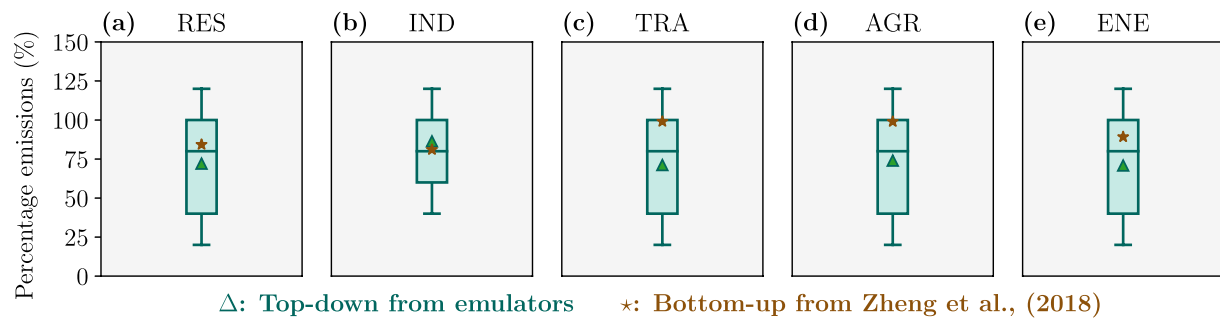 (a) RES (b) IND (c) TRA (d) AGR (e) ENE
Percentage emissions (%)
150
125
100
75
50
25
0
Δ: Top-down from emulators ⋆: Bottom-up from Zheng et al., (2018)